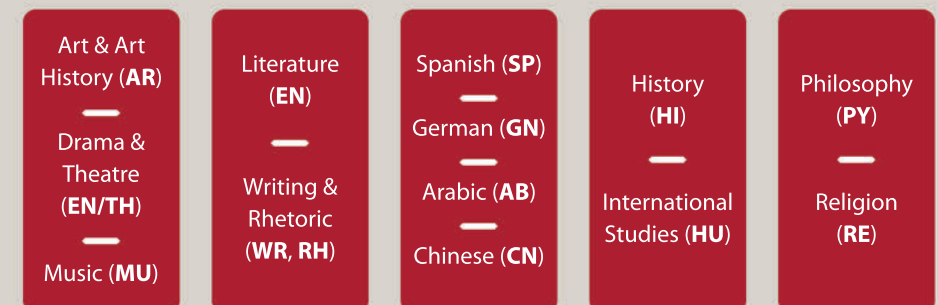 Art & Art
History (AR)
Drama &
Theatre
(EN/TH)
Music (MU)
Literature
(EN)
Writing &
Rhetoric
(WR, RH)
Spanish (SP)
German (GN)
Arabic (AB)
Chinese (CN)
History
(HI)
International
Studies (HU)
Philosophy
(PY)
Religion
(RE)